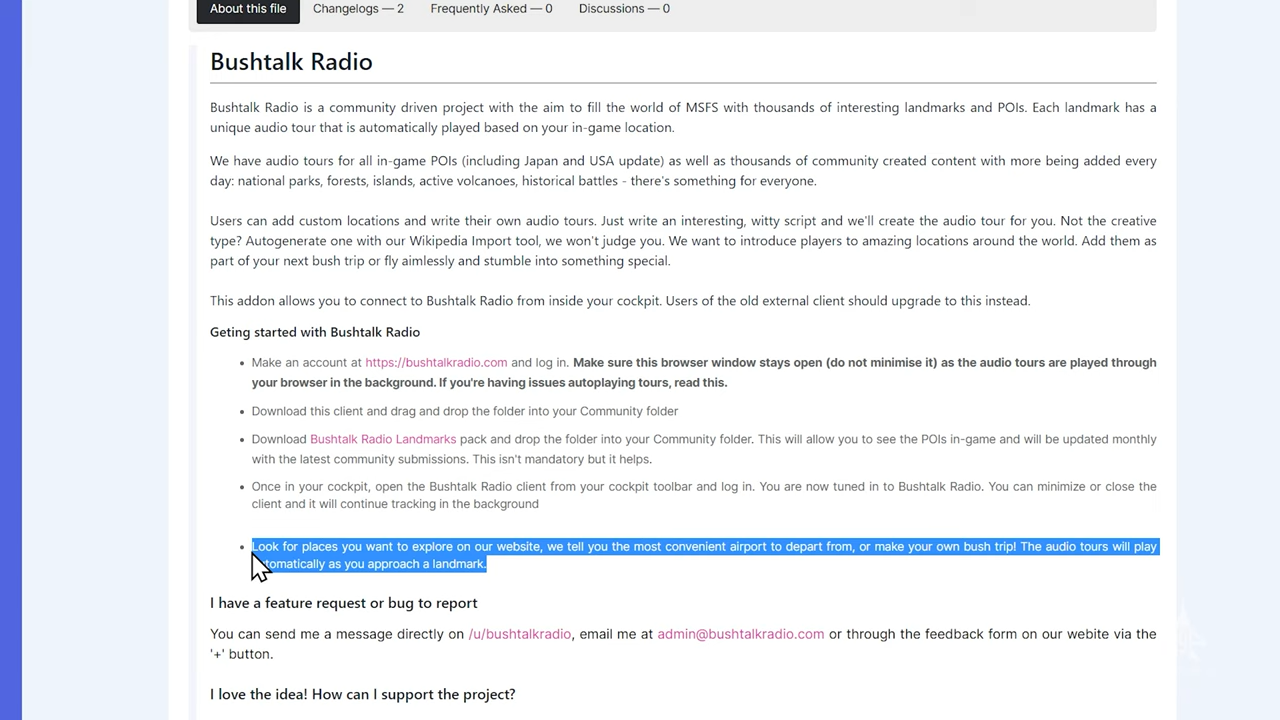 About this file
Changelogs — 2
Frequently Asked — 0
Discussions — 0
Bushtalk Radio
Bushtalk Radio is a community driven project with the aim to fill the world of MSFS with thousands of interesting landmarks and POIs. Each landmark has a
unique audio tour that is automatically played based on your in-game location.
We have audio tours for all in-game POIs (including Japan and USA update) as well as thousands of community created content with more being added every
day: national parks, forests, islands, active volcanoes, historical battles - there's something for everyone.
Users can add custom locations and write their own audio tours. Just write an interesting, witty script and we'll create the audio tour for you. Not the creative
type? Autogenerate one with our Wikipedia Import tool, we won't judge you. We want to introduce players to amazing locations around the world. Add them as
part of your next bush trip or fly aimlessly and stumble into something special.
This addon allows you to connect to Bushtalk Radio from inside your cockpit. Users of the old external client should upgrade to this instead.
Geting started with Bushtalk Radio
• Make an account at https://bushtalkradio.com and log in. Make sure this browser window stays open (do not minimise it) as the audio tours are played through
your browser in the background. If you're having issues autoplaying tours, read this.
• Download this client and drag and drop the folder into your Community folder
• Download Bushtalk Radio Landmarks pack and drop the folder into your Community folder. This will allow you to see the POIs in-game and will be updated monthly
with the latest community submissions. This isn't mandatory but it helps.
• Once in your cockpit, open the Bushtalk Radio client from your cockpit toolbar and log in. You are now tuned in to Bushtalk Radio. You can minimize or close the
client and it will continue tracking in the background
• Look for places you want to explore on our website, we tell you the most convenient airport to depart from, or make your own bush trip! The audio tours will play
automatically as you approach a landmark.
I have a feature request or bug to report
You can send me a message directly on /u/bushtalkradio, email me at admin@bushtalkradio.com or through the feedback form on our webite via the
'+' button.
I love the idea! How can I support the project?